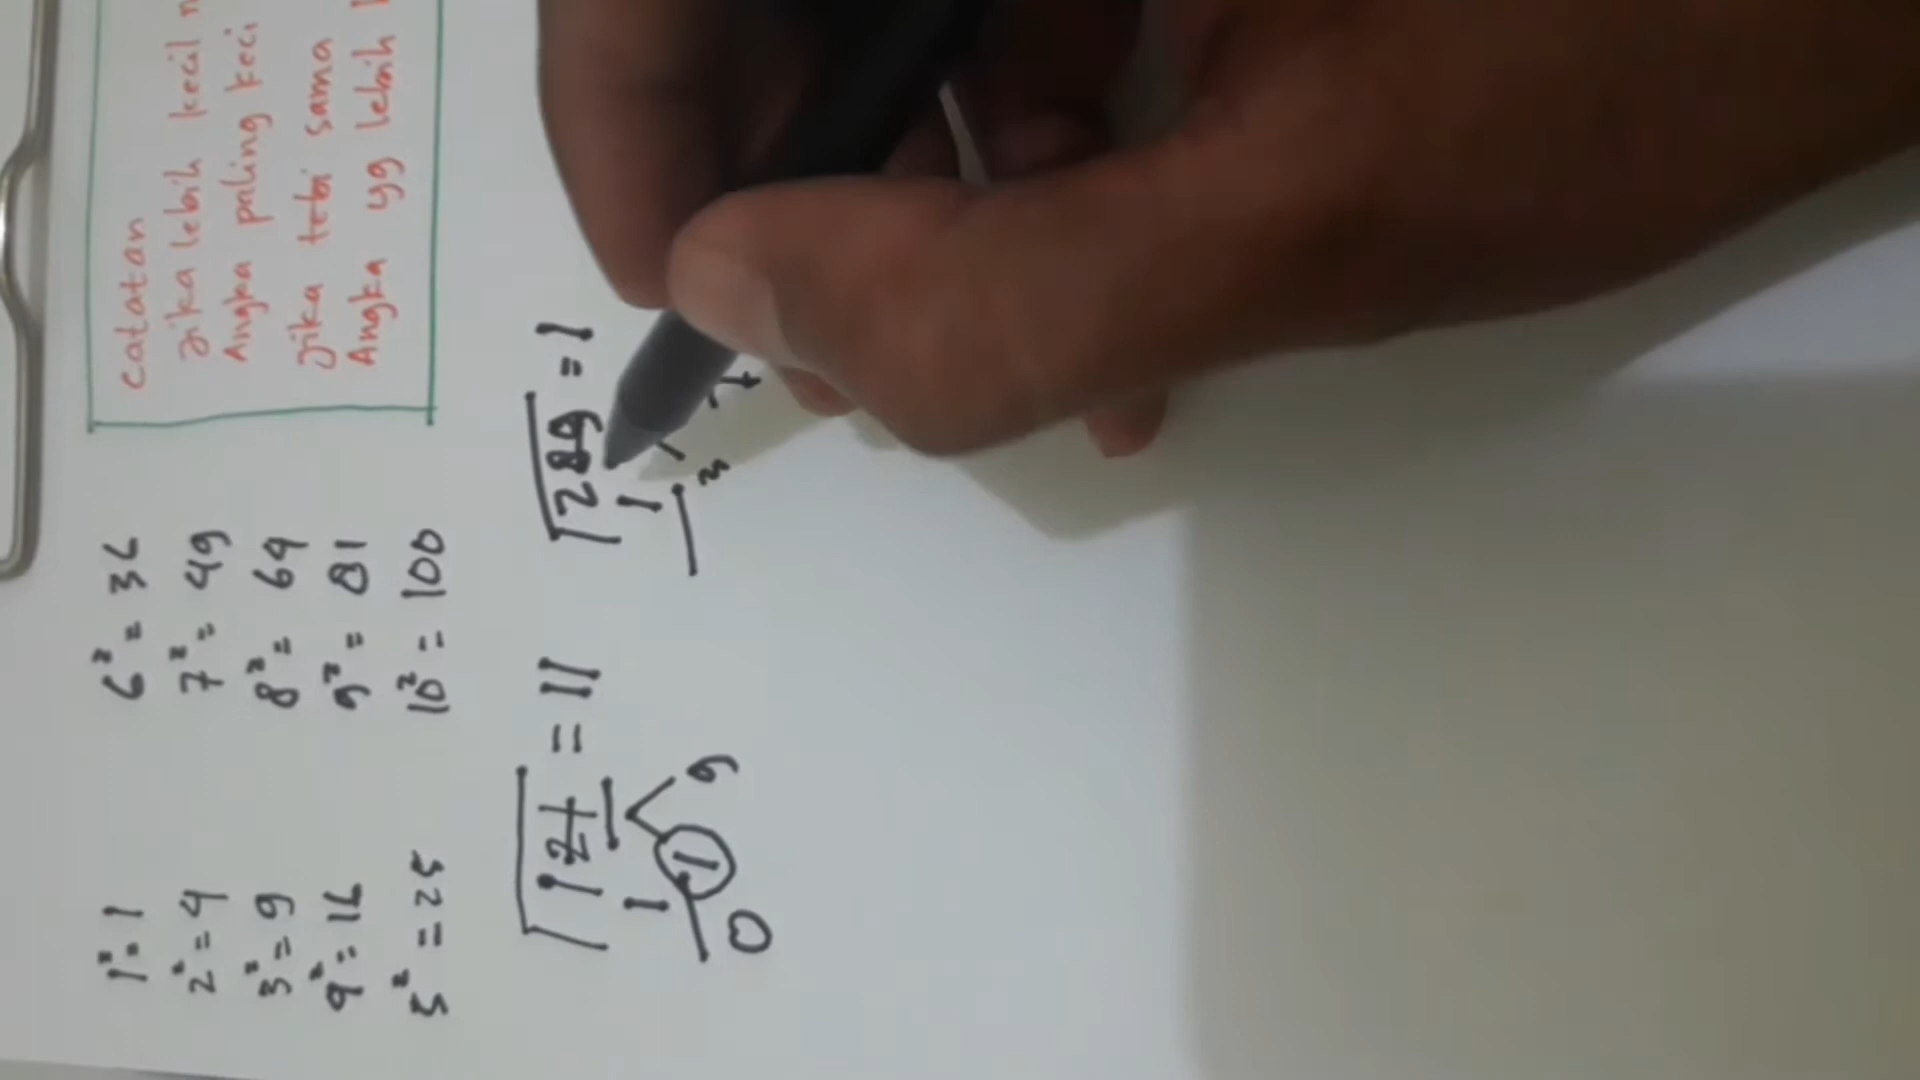 1² = 1
2² = 4
3² = 9
4² = 16
5² = 25
6² = 36
7² = 49
8² = 64
9² = 81
10² = 100
catatan
jika lebih kecil
Angka paling keci
jika tebi sama
Angka yg lebih
√121 = 11
1
1 9
0
√289 = 1
1
3 7